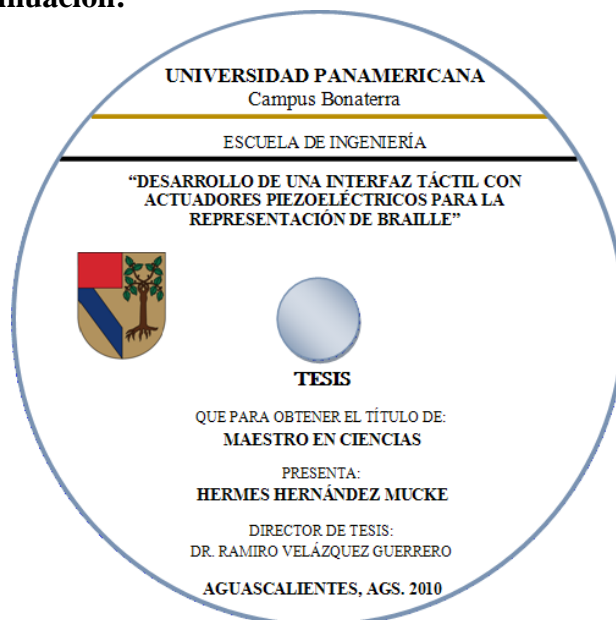 nuación:
UNIVERSIDAD PANAMERICANA
Campus Bonaterra
ESCUELA DE INGENIERÍA
“DESARROLLO DE UNA INTERFAZ TÁCTIL CON
ACTUADORES PIEZOELÉCTRICOS PARA LA
REPRESENTACIÓN DE BRAILLE”
TESIS
QUE PARA OBTENER EL TÍTULO DE:
MAESTRO EN CIENCIAS
PRESENTA:
HERMES HERNÁNDEZ MUCKE
DIRECTOR DE TESIS:
DR. RAMIRO VELÁZQUEZ GUERRERO
AGUASCALIENTES, AGS. 2010